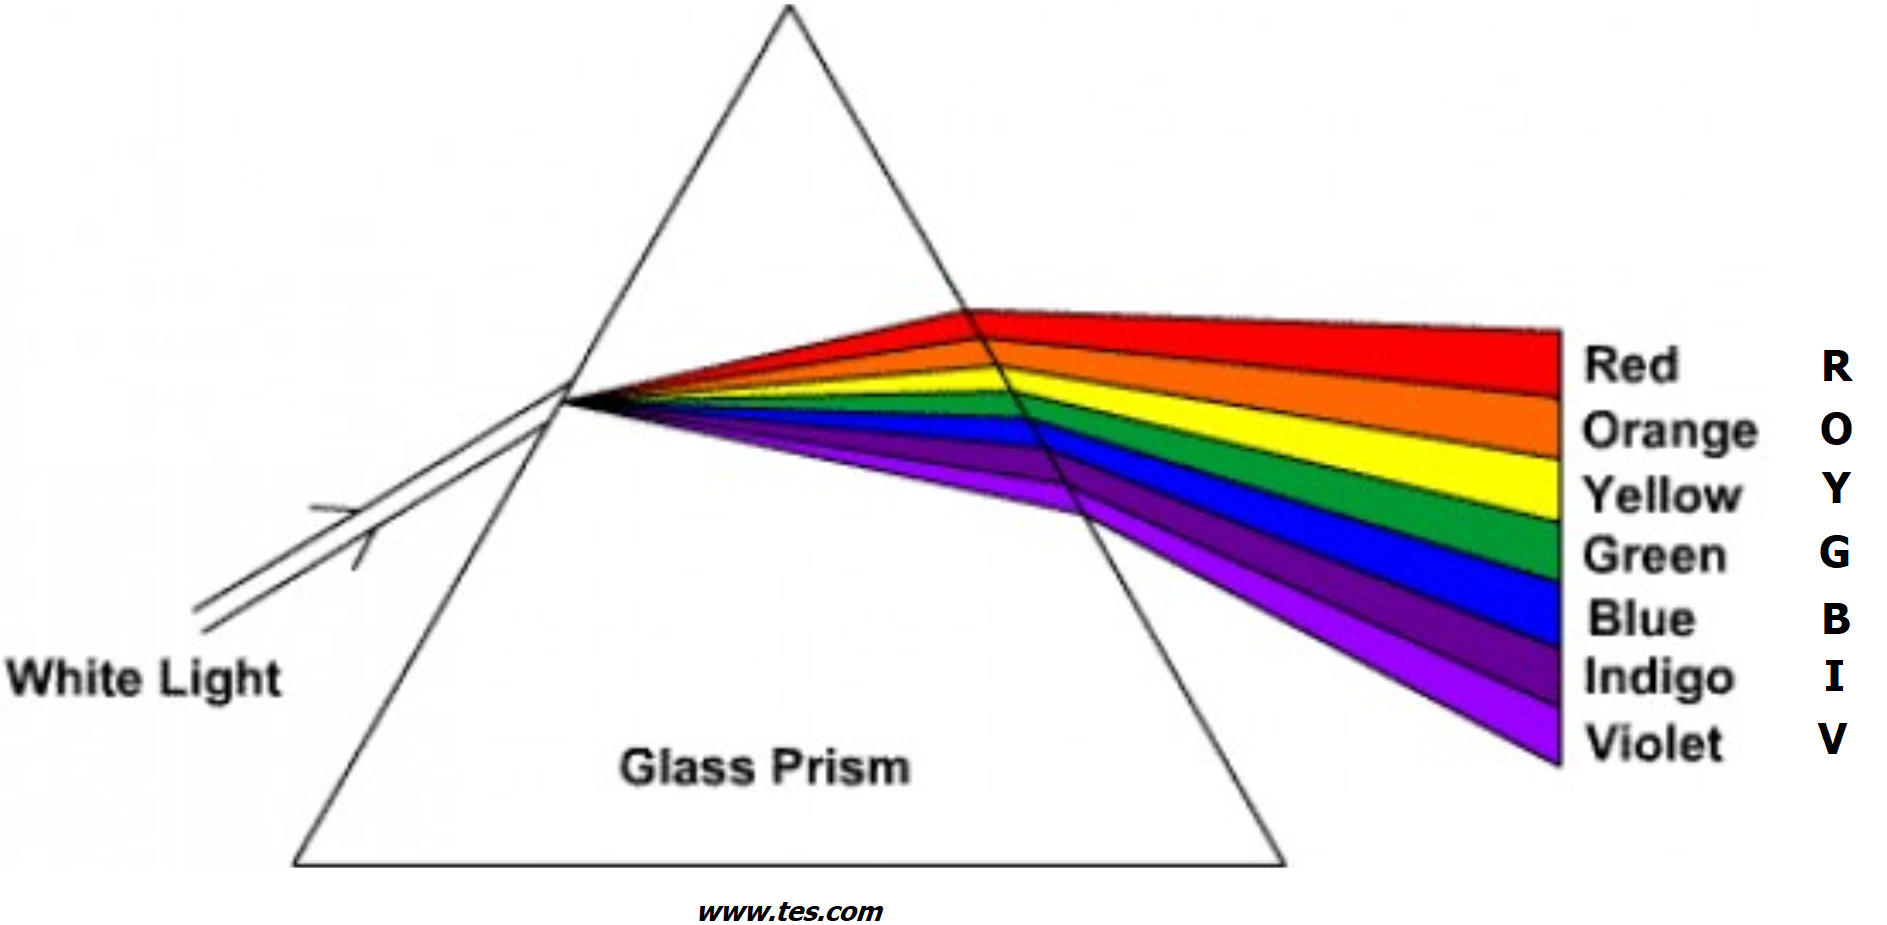 Red R
Orange O
Yellow Y
Green G
Blue B
Indigo I
Violet V
White Light
Glass Prism
www.tes.com